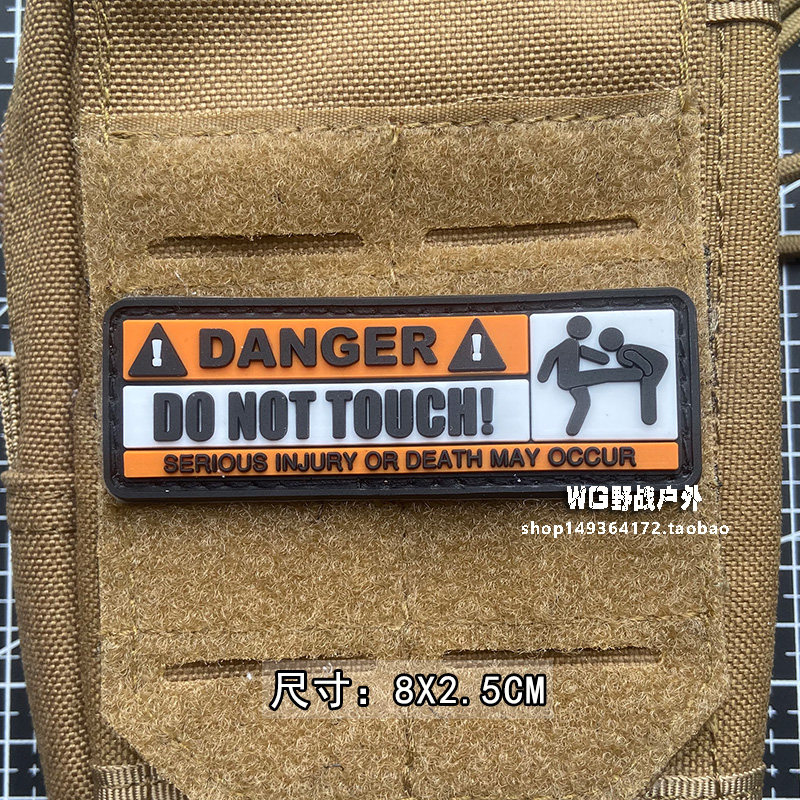 ! DANGER !
DO NOT TOUCH!
SERIOUS INJURY OR DEATH MAY OCCUR
WG野战户外
shop149364172.taobao
尺寸：8X2.5CM